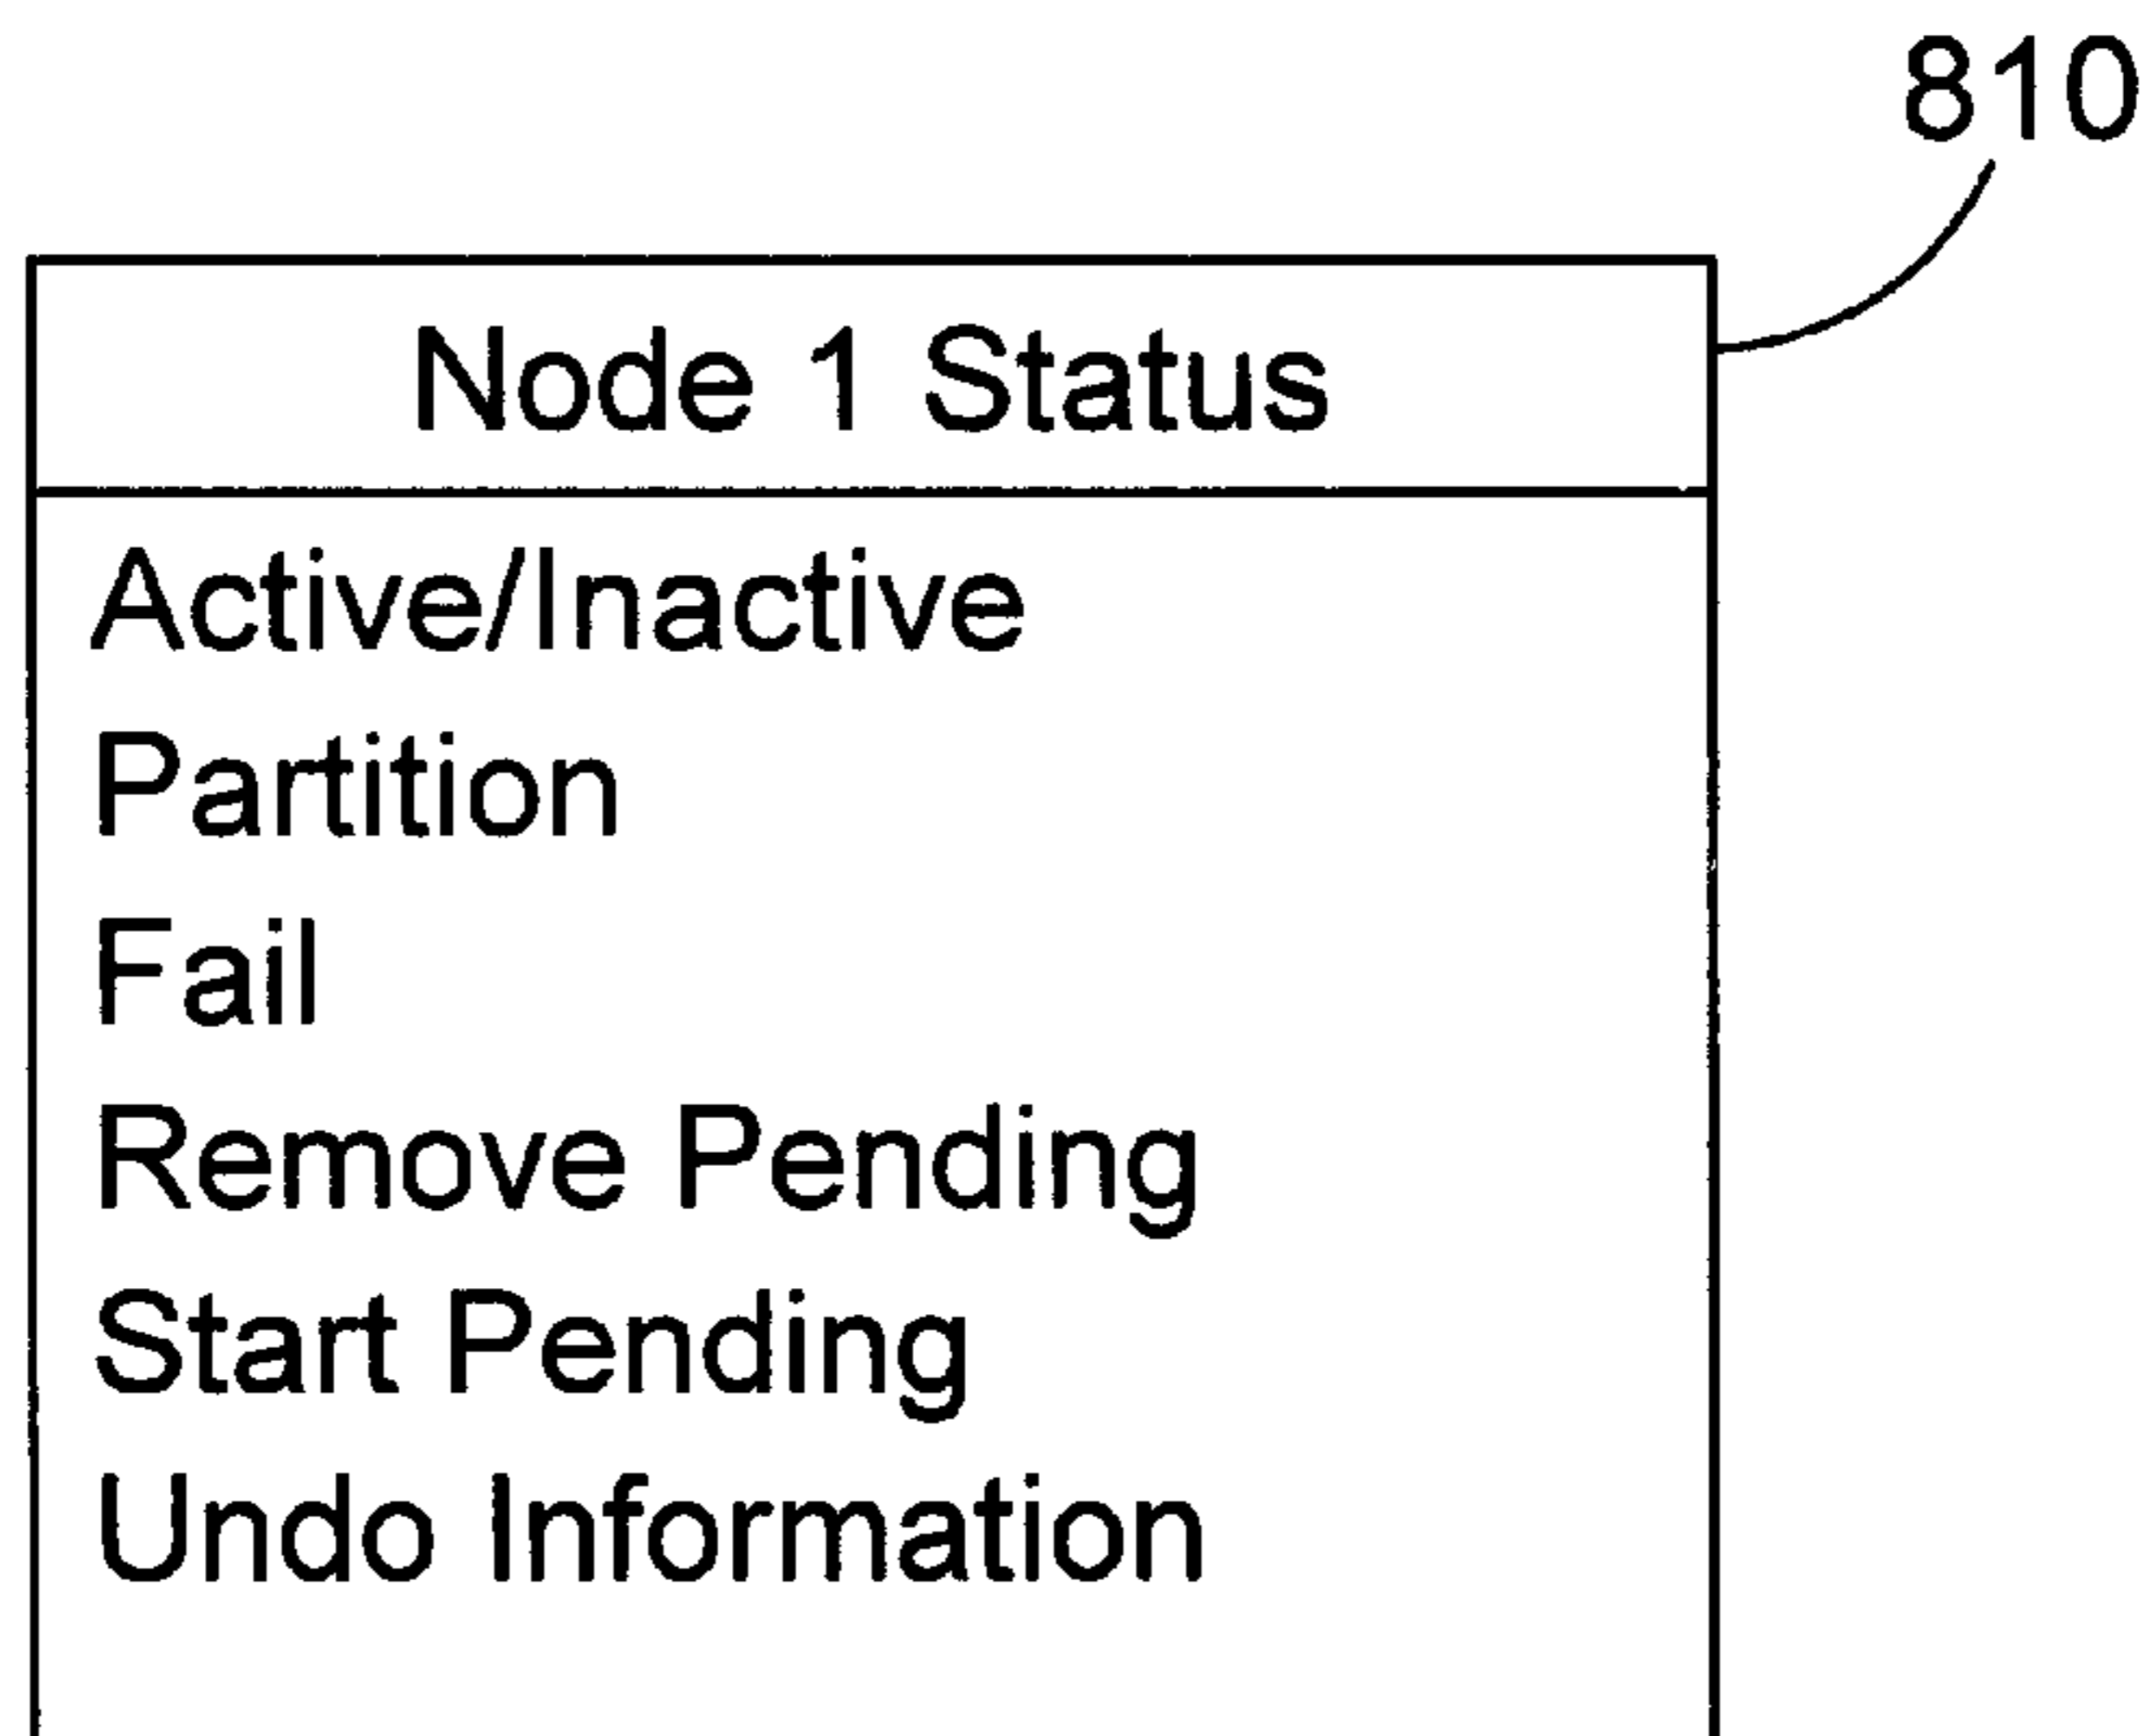 810
Node 1 Status
Active/Inactive
Partition
Fail
Remove Pending
Start Pending
Undo Information